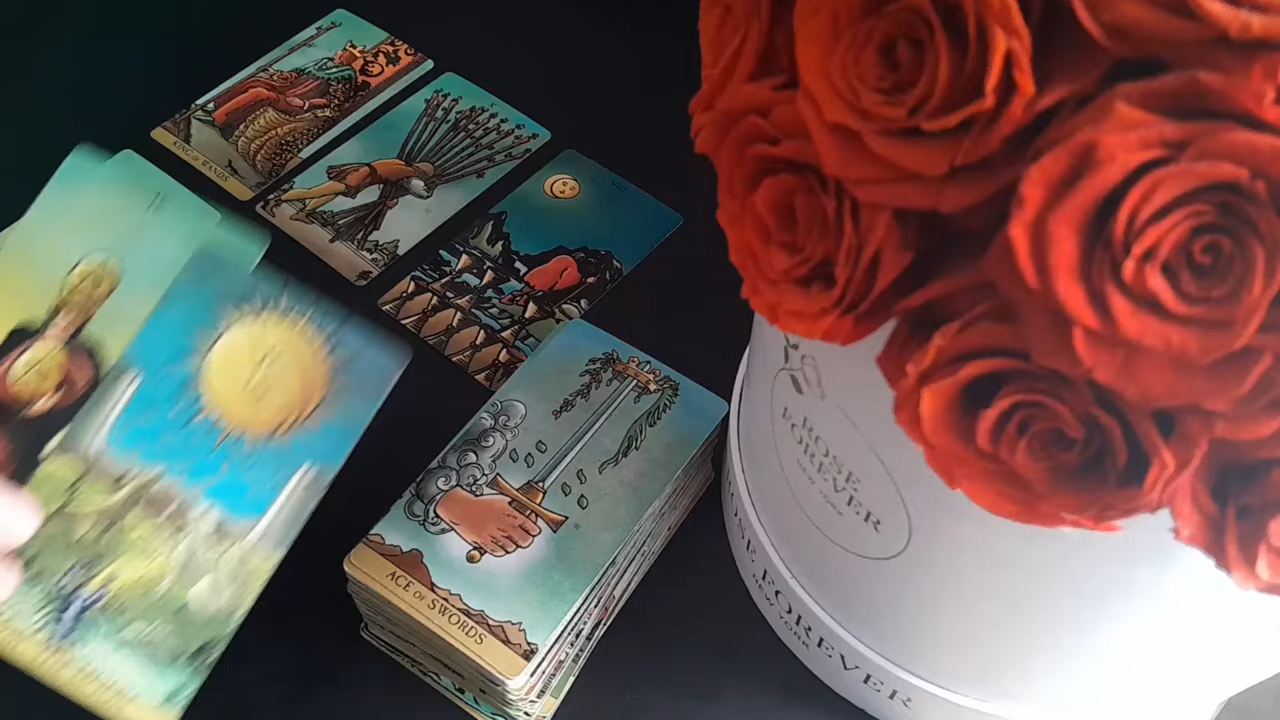 KING OF WANDS
X
VIII
ACE OF SWORDS
ROSE
FOREVER
NEW YORK
ROSE FOREVER
NEW YORK